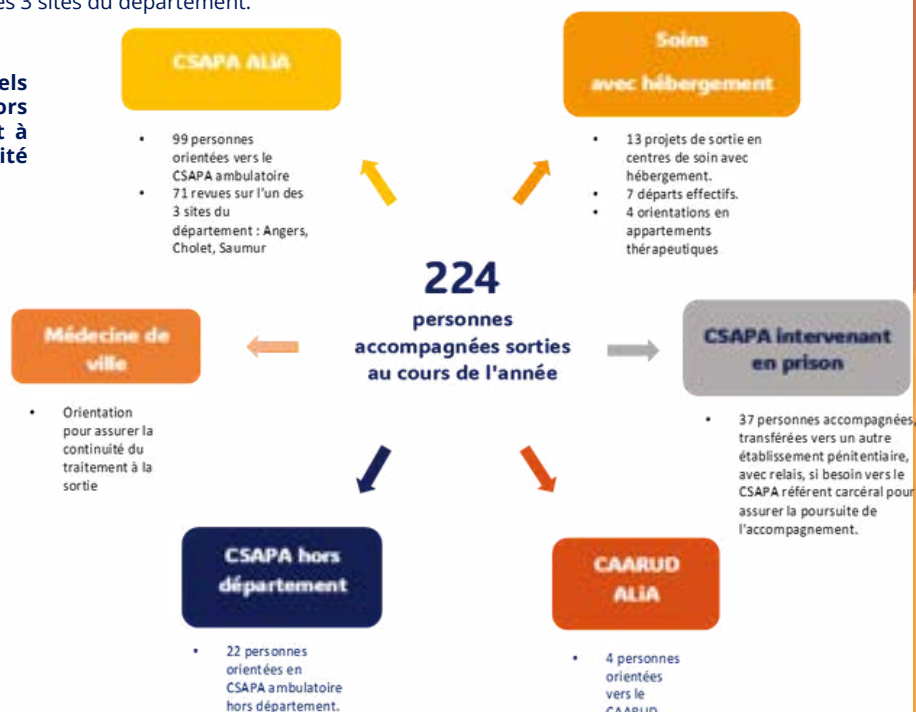 es 3 sites du département.
els
ors
t à
ité
CSAPA ALiA
• 99 personnes
orientées vers le
CSAPA ambulatoire
• 71 revues sur l'un des
3 sites du
département : Angers,
Cholet, Saumur
Soins
avec hébergement
• 13 projets de sortie en
centres de soin avec
hébergement.
• 7 départs effectifs.
• 4 orientations en
appartements
thérapeutiques
224
personnes
accompagnées sorties
au cours de l'année
Médecine de
ville
• Orientation
pour assurer la
continuité du
traitement à la
sortie
CSAPA intervenant
en prison
• 37 personnes accompagnées,
transférées vers un autre
établissement pénitentiaire,
avec relais, si besoin vers le
CSAPA référent carcéral pour
assurer la poursuite de
l'accompagnement.
CSAPA hors
département
• 22 personnes
orientées en
CSAPA ambulatoire
hors département.
CAARUD
ALiA
• 4 personnes
orientées
vers le
CAARUD